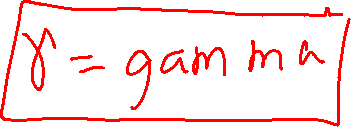 γ = gamma